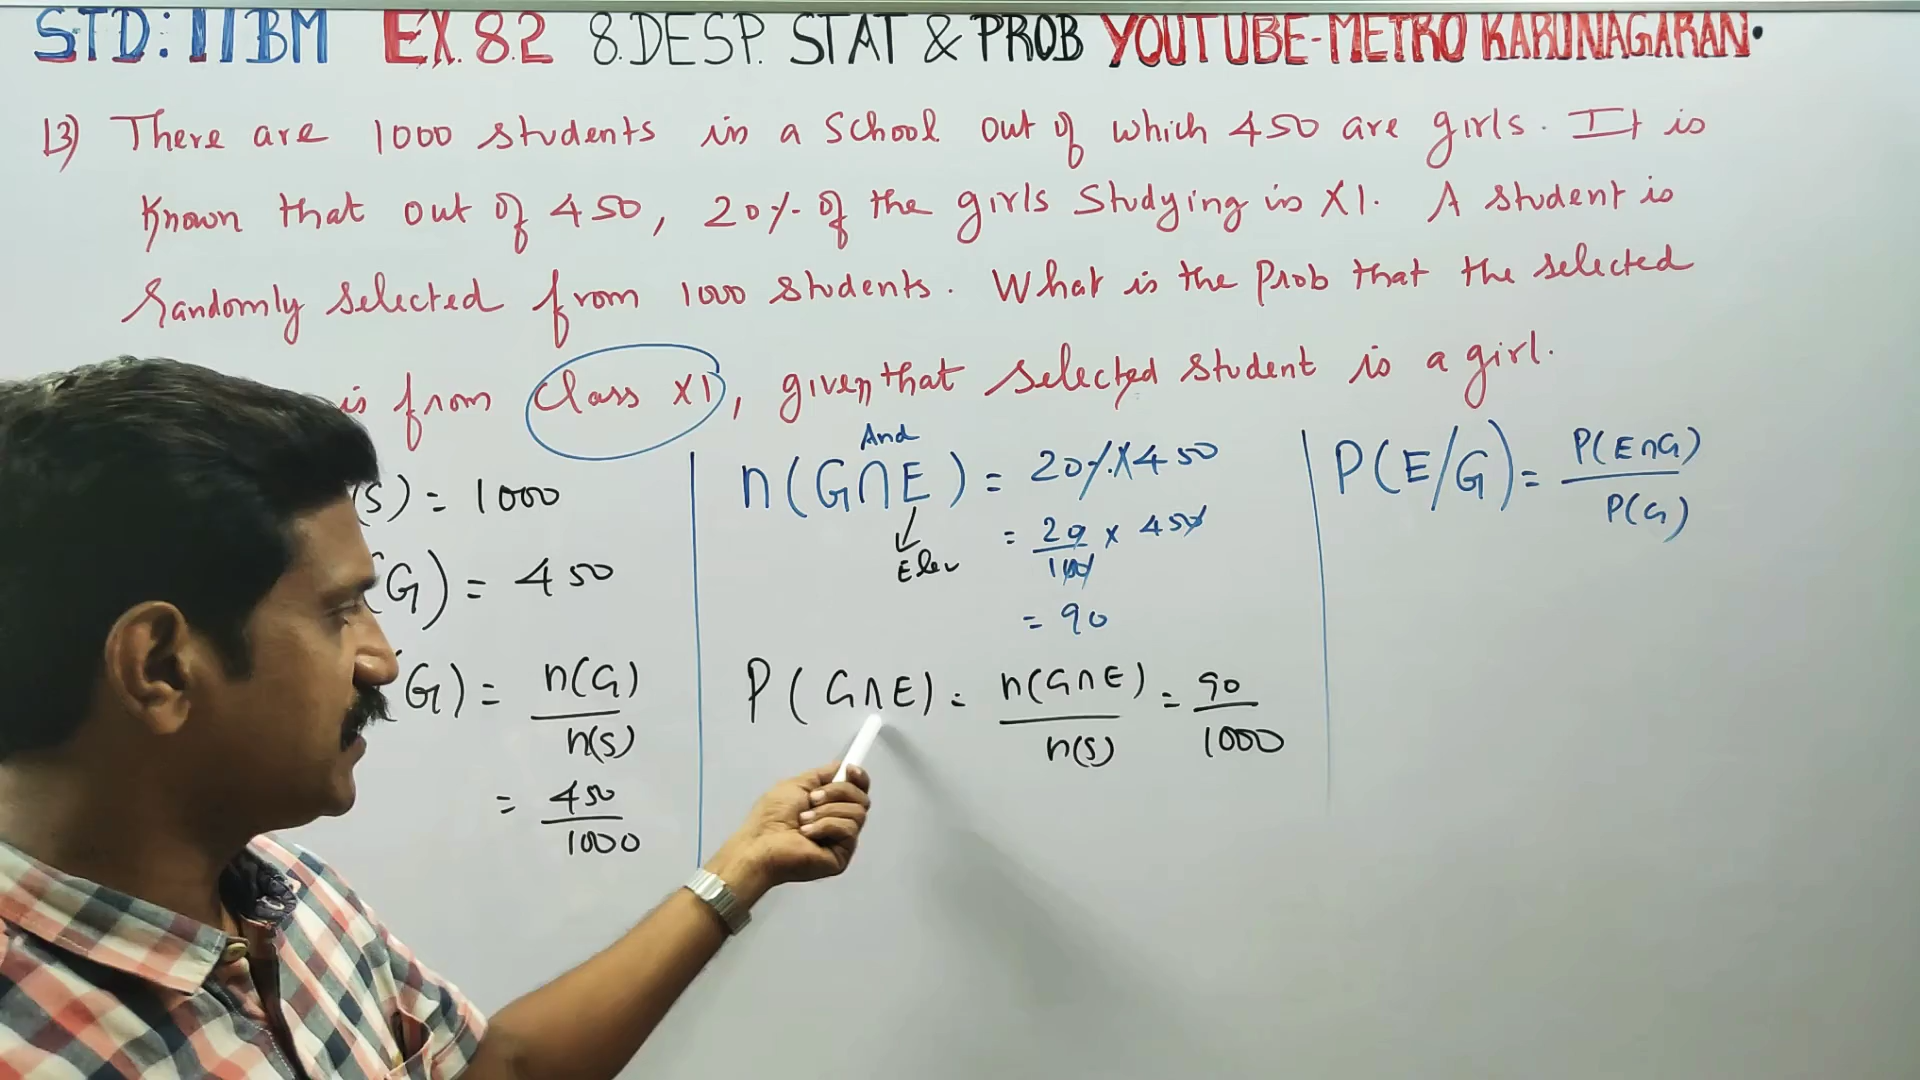 STD: 11BM EX. 8.2 8.DESP. STAT & PROB YOUTUBE-METRO KARUNAGARAN.
13) There are 1000 students in a school out of which 450 are girls. It is
known that out of 450, 20% of the girls studying in XI. A student is
randomly selected from 1000 students. What is the Prob that the selected
is from class XI, given that selected student is a girl.
(S) = 1000
(G) = 450
(G) = n(G)/n(S)
= 450/1000
And
n(G∩E) = 20%X450
Elev
= 20/100 x 450
= 90
P(G∩E) = n(G∩E)/n(S) = 90/1000
P(E/G) = P(E∩G)/P(G)